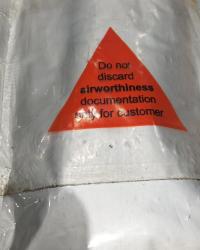 Do not
discard
airworthiness
documentation
for customer